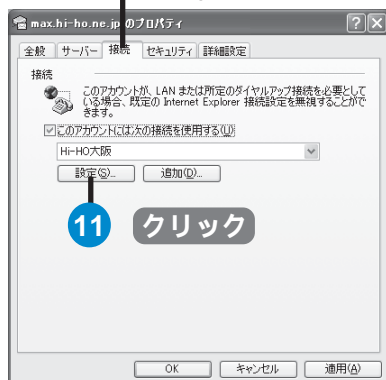 max.hi-ho.ne.jp のプロパティ
全般 サーバー 接続 セキュリティ 詳細設定
接続
このアカウントが、LAN または所定のダイヤルアップ接続を必要として
いる場合、既定の Internet Explorer 接続設定を無視することがで
きます。
このアカウントには次の接続を使用する(U)
Hi-HO大阪
設定(S)... 追加(D)...
11 クリック
OK キャンセル 適用(A)